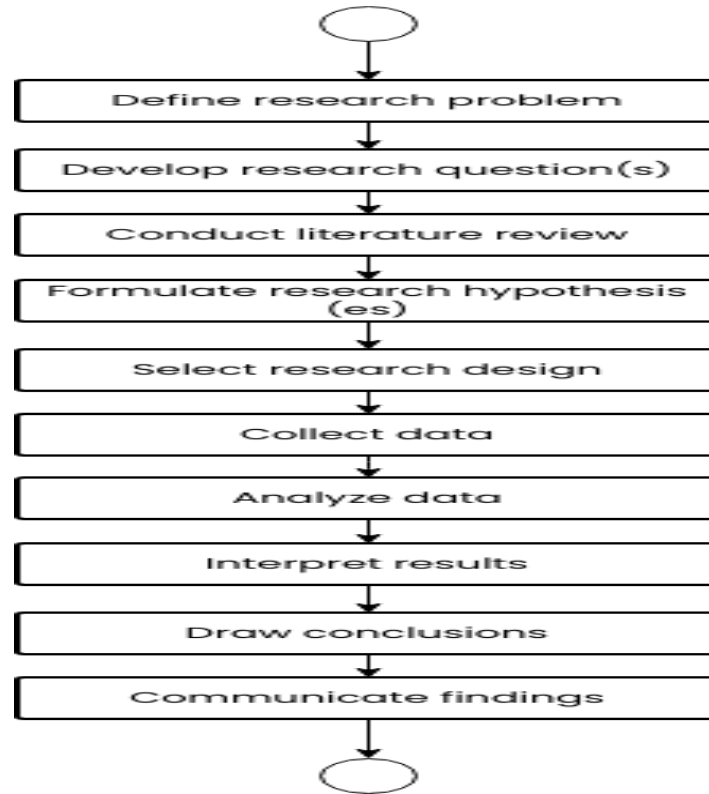 Define research problem
Develop research question(s)
Conduct literature review
Formulate research hypothesis
(es)
Select research design
Collect data
Analyze data
Interpret results
Draw conclusions
Communicate findings